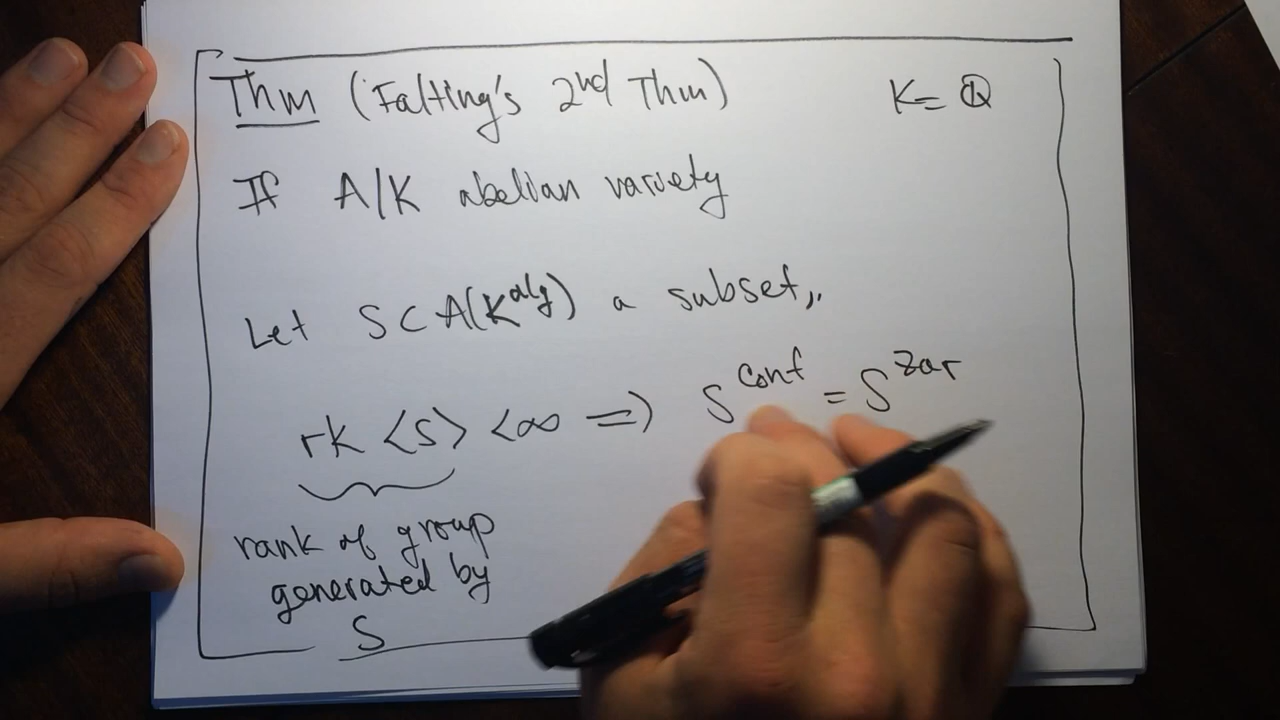 Thm (Falting's 2nd Thm) K = ℚ
If A/K abelian variety
Let S ⊂ A(K^alg) a subset,.
rk <S> < ∞ => S^Conf = S^Zar
rank of group
generated by
S